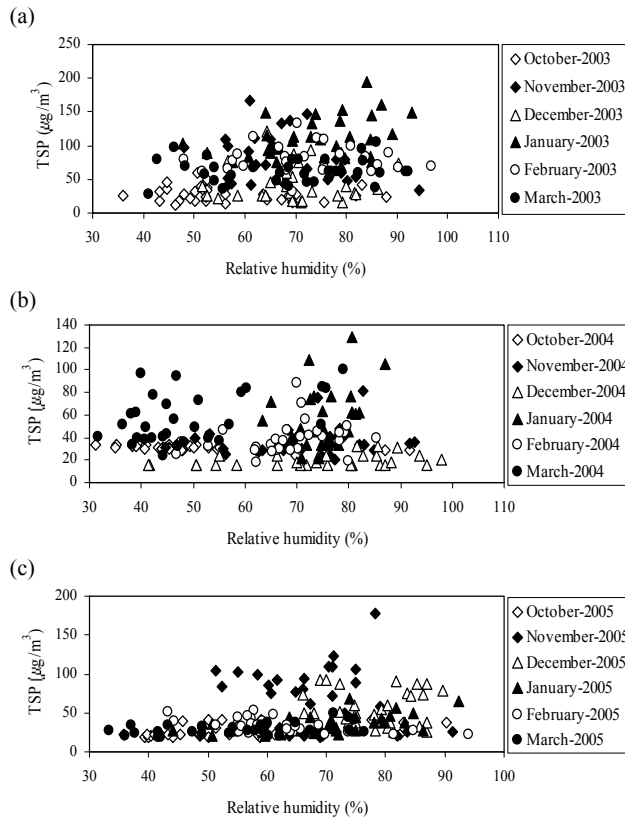 (a)
250
200
150
100
50
0
TSP (µg/m³)
30 40 50 60 70 80 90 100 110
Relative humidity (%)
October-2003
November-2003
December-2003
January-2003
February-2003
March-2003
(b)
140
120
100
80
60
40
20
0
TSP (µg/m³)
30 40 50 60 70 80 90 100 110
Relative humidity (%)
October-2004
November-2004
December-2004
January-2004
February-2004
March-2004
(c)
200
150
100
50
0
TSP (µg/m³)
30 40 50 60 70 80 90 100
Relative humidity (%)
October-2005
November-2005
December-2005
January-2005
February-2005
March-2005